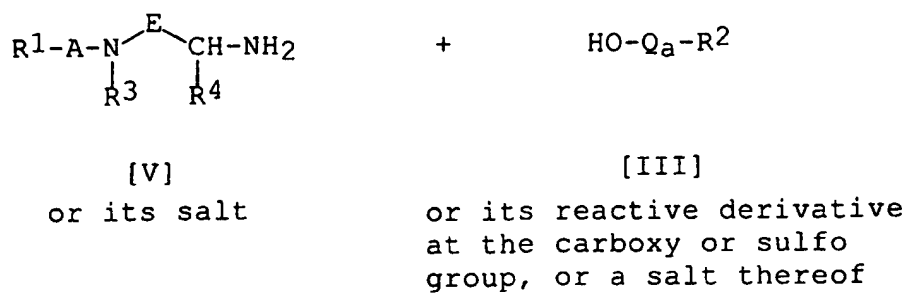 E
R1-A-N CH-NH2 + HO-Qa-R2
R3 R4
[V] [III]
or its salt or its reactive derivative
at the carboxy or sulfo
group, or a salt thereof